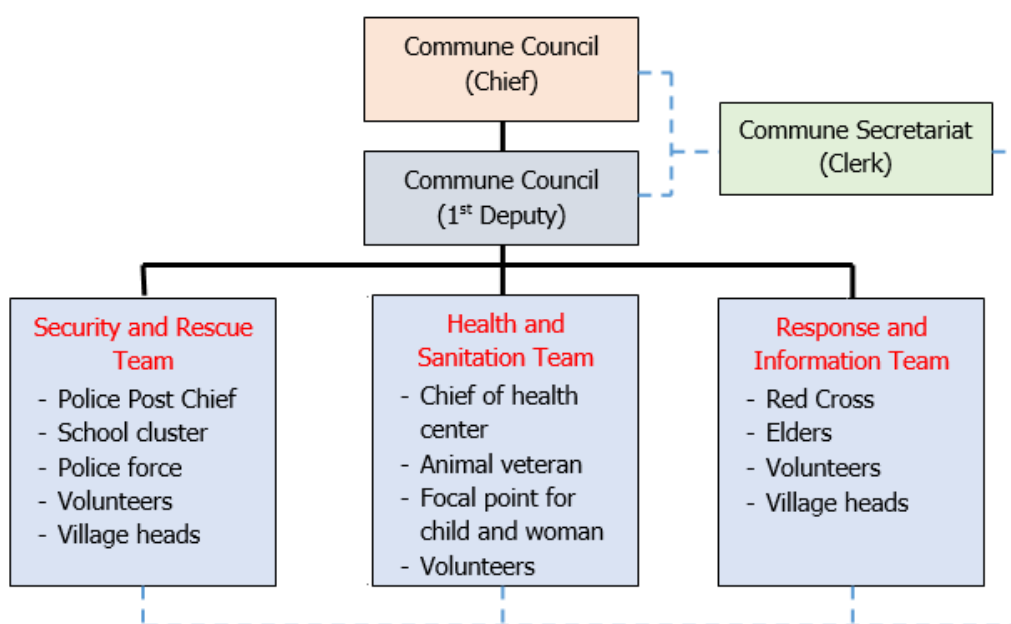 Commune Council
(Chief)
Commune Secretariat
(Clerk)
Commune Council
(1st Deputy)
Security and Rescue
Team
- Police Post Chief
- School cluster
- Police force
- Volunteers
- Village heads
Health and
Sanitation Team
- Chief of health
center
- Animal veteran
- Focal point for
child and woman
- Volunteers
Response and
Information Team
- Red Cross
- Elders
- Volunteers
- Village heads